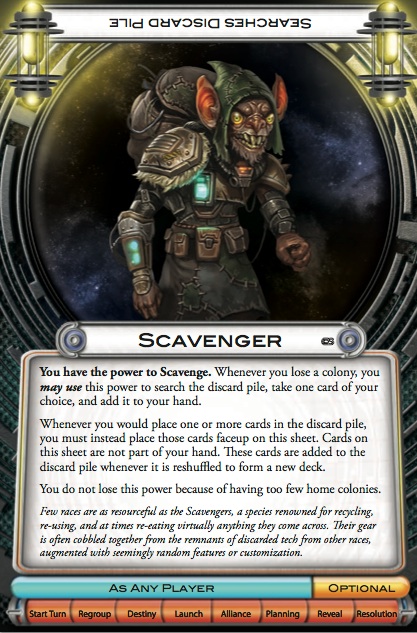 SEARCHES DISCARD PILE
SCAVENGER
You have the power to Scavenge. Whenever you lose a colony, you
may use this power to search the discard pile, take one card of your
choice, and add it to your hand.
Whenever you would place one or more cards in the discard pile,
you must instead place those cards faceup on this sheet. Cards on
this sheet are not part of your hand. These cards are added to the
discard pile whenever it is reshuffled to form a new deck.
You do not lose this power because of having too few home colonies.
Few races are as resourceful as the Scavengers, a species renowned for recycling,
re-using, and at times re-eating virtually anything they come across. Their gear
is often cobbled together from the remnants of discarded tech from other races,
augmented with seemingly random features or customization.
AS ANY PLAYER
OPTIONAL
Start Turn Regroup Destiny Launch Alliance Planning Reveal Resolution